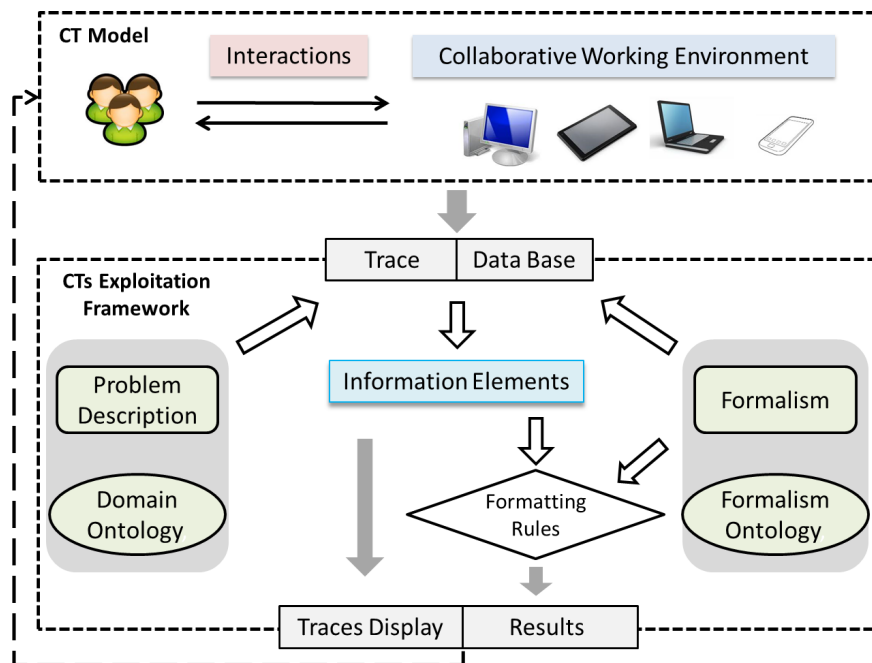 CT Model
Interactions
Collaborative Working Environment
Trace
Data Base
CTs Exploitation
Framework
Problem
Description
Information Elements
Formalism
Domain
Ontology
Formatting
Rules
Formalism
Ontology
Traces Display
Results